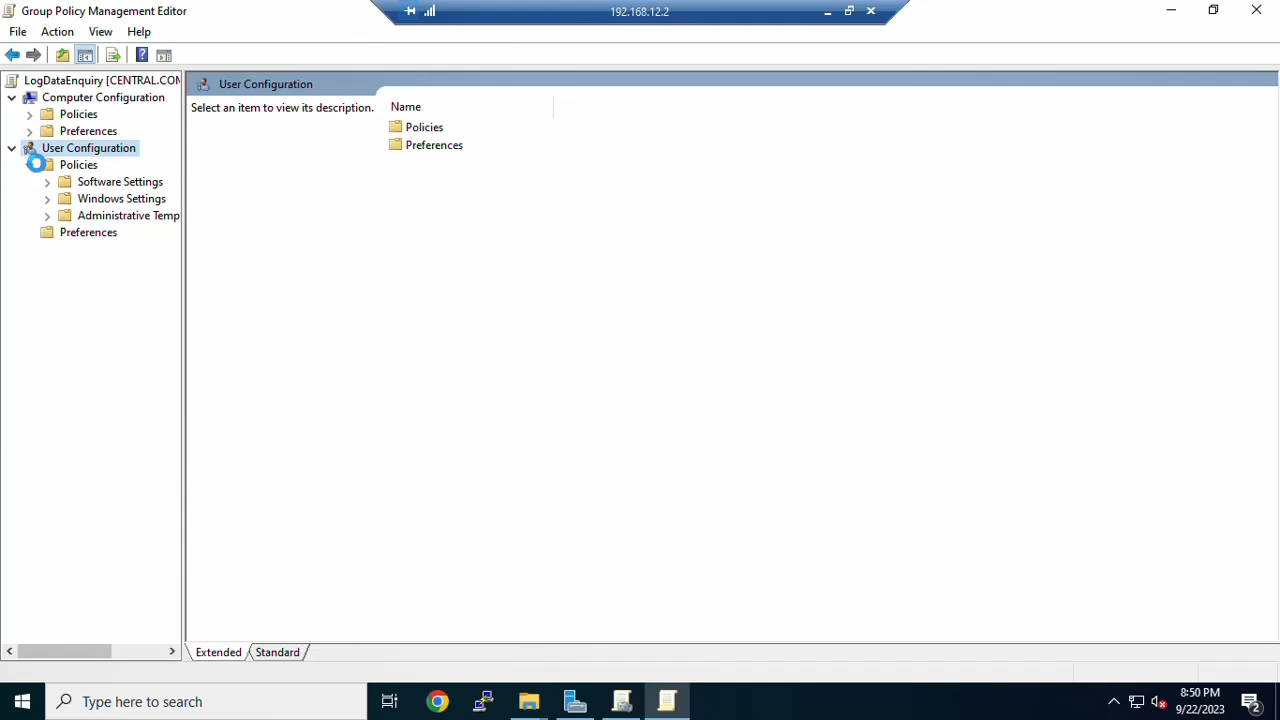 Group Policy Management Editor
192.168.12.2
File Action View Help
LogDataEnquiry [CENTRAL.CON
Computer Configuration
Policies
Preferences
User Configuration
Policies
Software Settings
Windows Settings
Administrative Temp
Preferences
User Configuration
Select an item to view its description.
Name
Policies
Preferences
Extended Standard
Type here to search
8:50 PM
9/22/2023
2